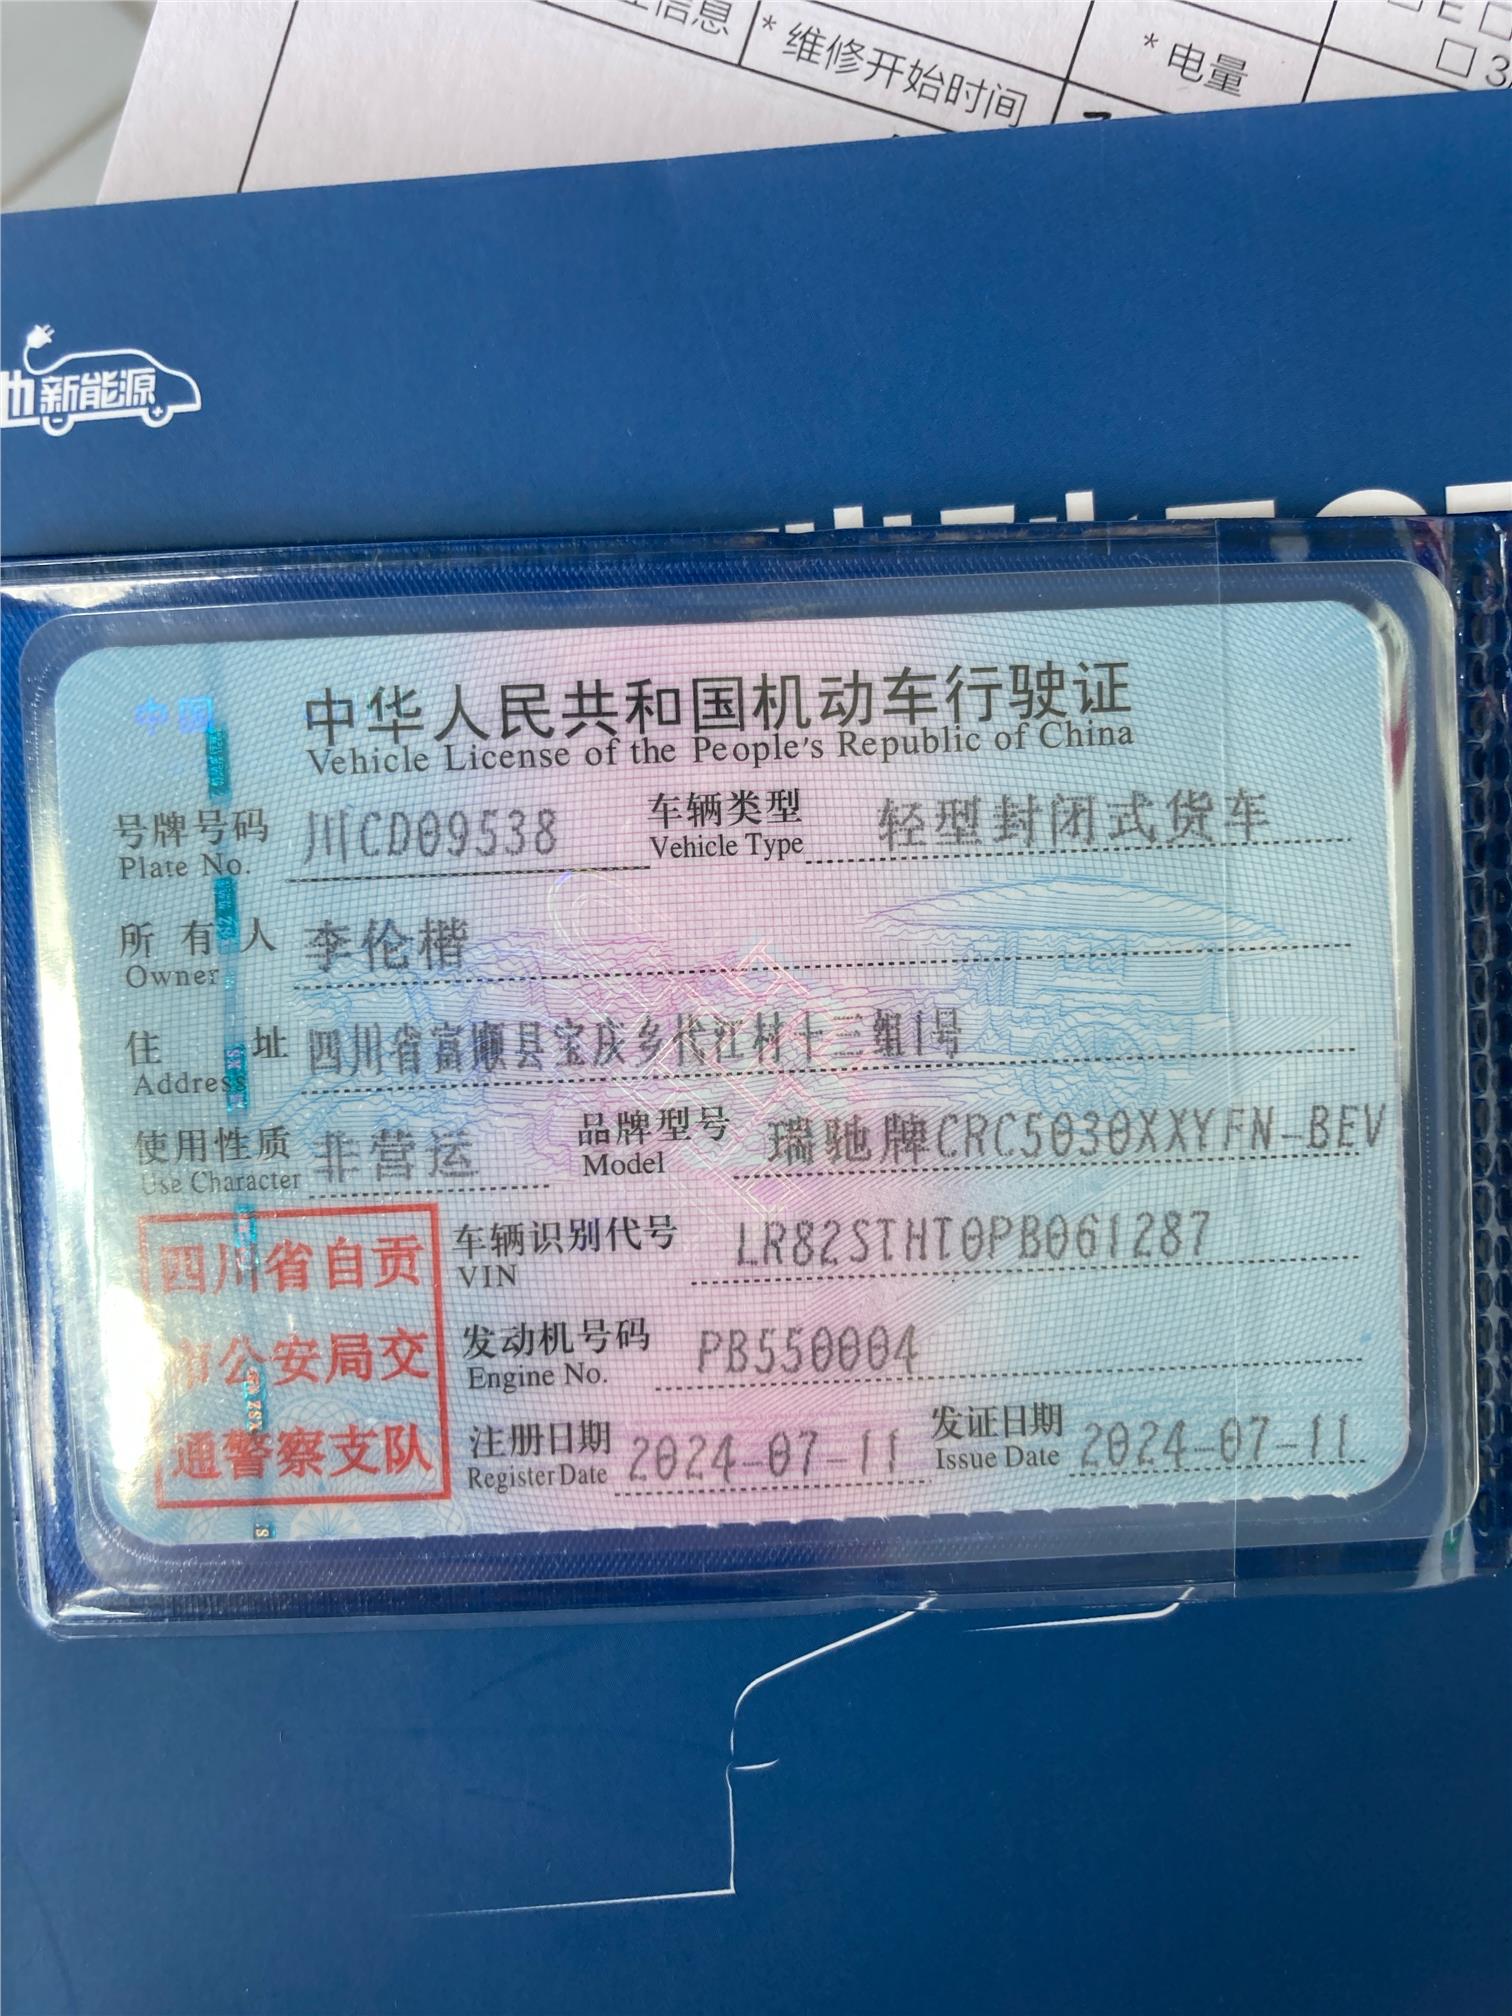 信息
*维修开始时间
*电量
E
3
新能源
中国
中华人民共和国机动车行驶证
Vehicle License of the People's Republic of China
号牌号码 川CD09538 车辆类型 轻型封闭式货车
Plate No. Vehicle Type
所有人 李伦楷
Owner
住址 四川省富顺县宝庆乡代江村十三组1号
Address
使用性质 非营运 品牌型号 瑞驰牌CRC5030XXYFN-BEV
Use Character Model
四川省自贡
市公安局交
通警察支队
车辆识别代号 LR82STHT0PB061287
VIN
发动机号码 PB550004
Engine No.
注册日期 2024-07-11 发证日期 2024-07-11
Register Date Issue Date